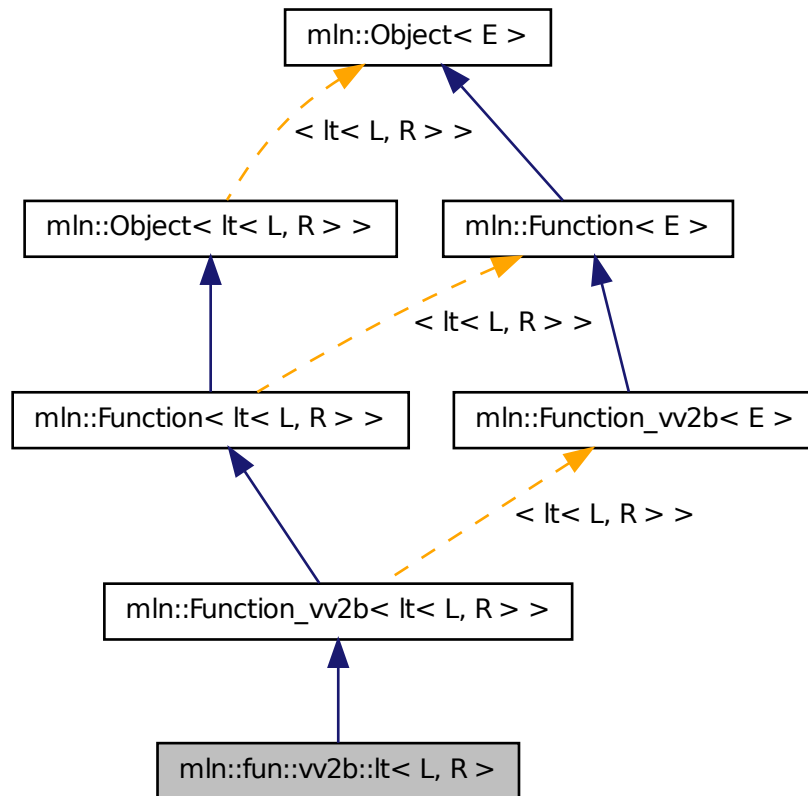 mln::Object< E >
< lt< L, R > >
mln::Object< lt< L, R > >
mln::Function< E >
< lt< L, R > >
mln::Function< lt< L, R > >
mln::Function_vv2b< E >
< lt< L, R > >
mln::Function_vv2b< lt< L, R > >
mln::fun::vv2b::lt< L, R >